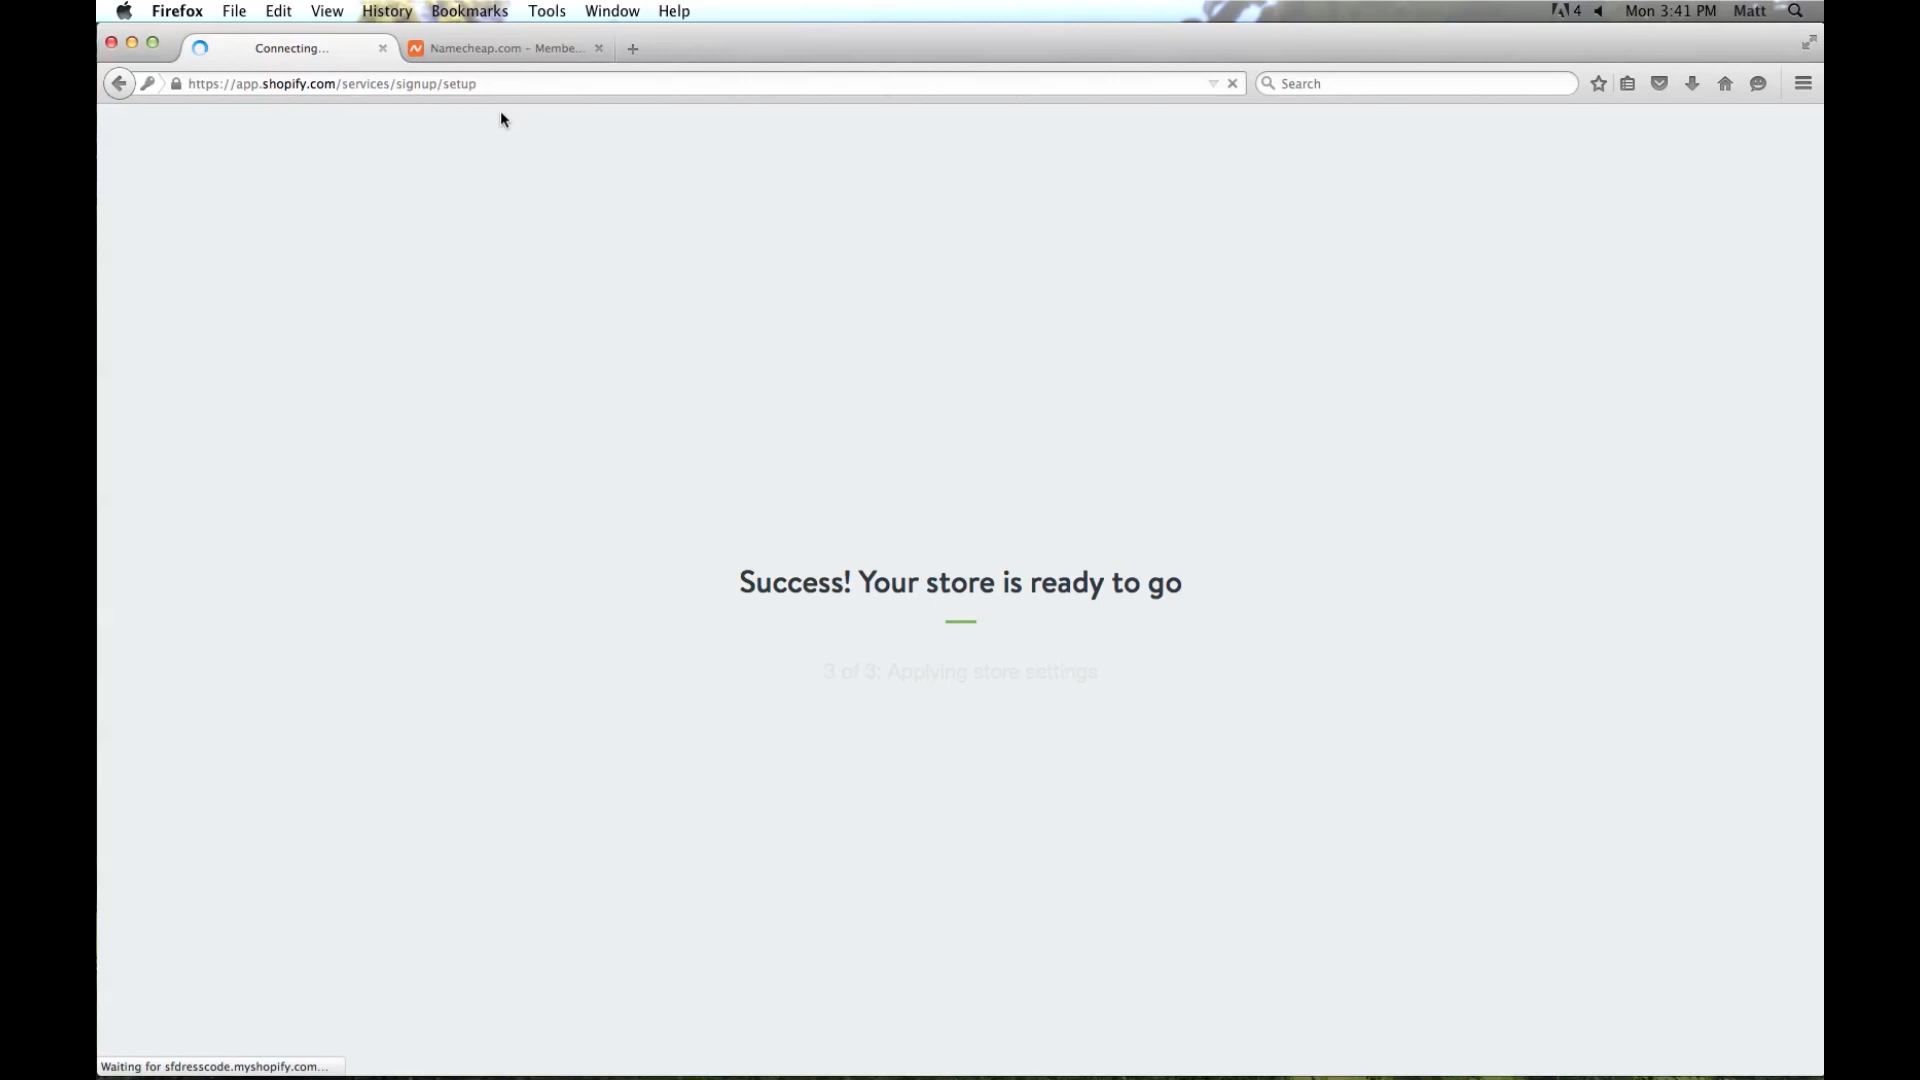 Firefox File Edit View History Bookmarks Tools Window Help 4 Mon 3:41 PM Matt
Connecting... Namecheap.com - Membe...
https://app.shopify.com/services/signup/setup Search
Success! Your store is ready to go
3 of 3: Applying store settings
Waiting for sfdresscode.myshopify.com...